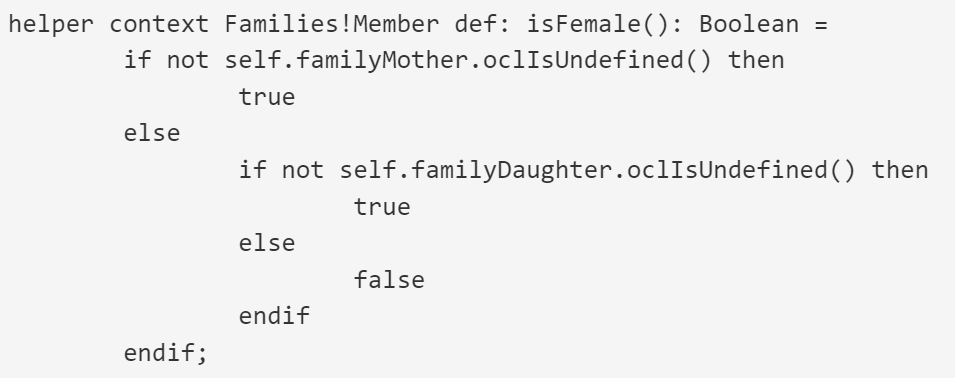 helper context Families!Member def: isFemale(): Boolean =
if not self.familyMother.oclIsUndefined() then
true
else
if not self.familyDaughter.oclIsUndefined() then
true
else
false
endif
endif;